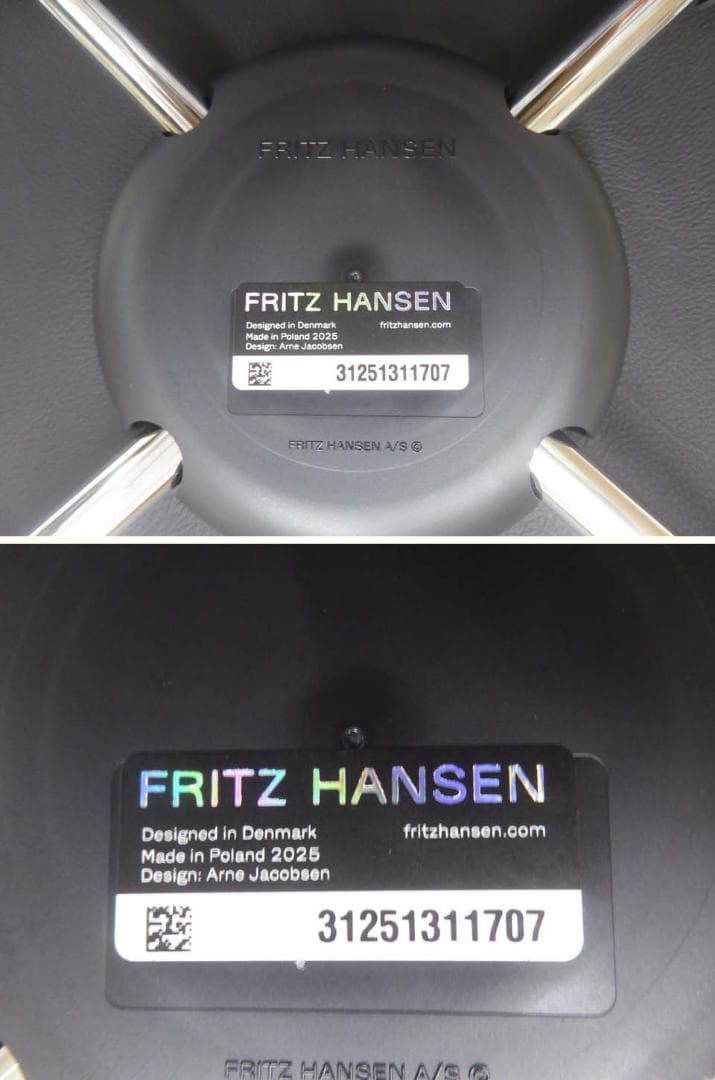 FRITZ HANSEN
FRITZ HANSEN
Designed in Denmark fritzhansen.com
Made in Poland 2025
Design: Arne Jacobsen
31251311707
FRITZ HANSEN A/S ©
FRITZ HANSEN
Designed in Denmark fritzhansen.com
Made in Poland 2025
Design: Arne Jacobsen
31251311707
FRITZ HANSEN A/S ©